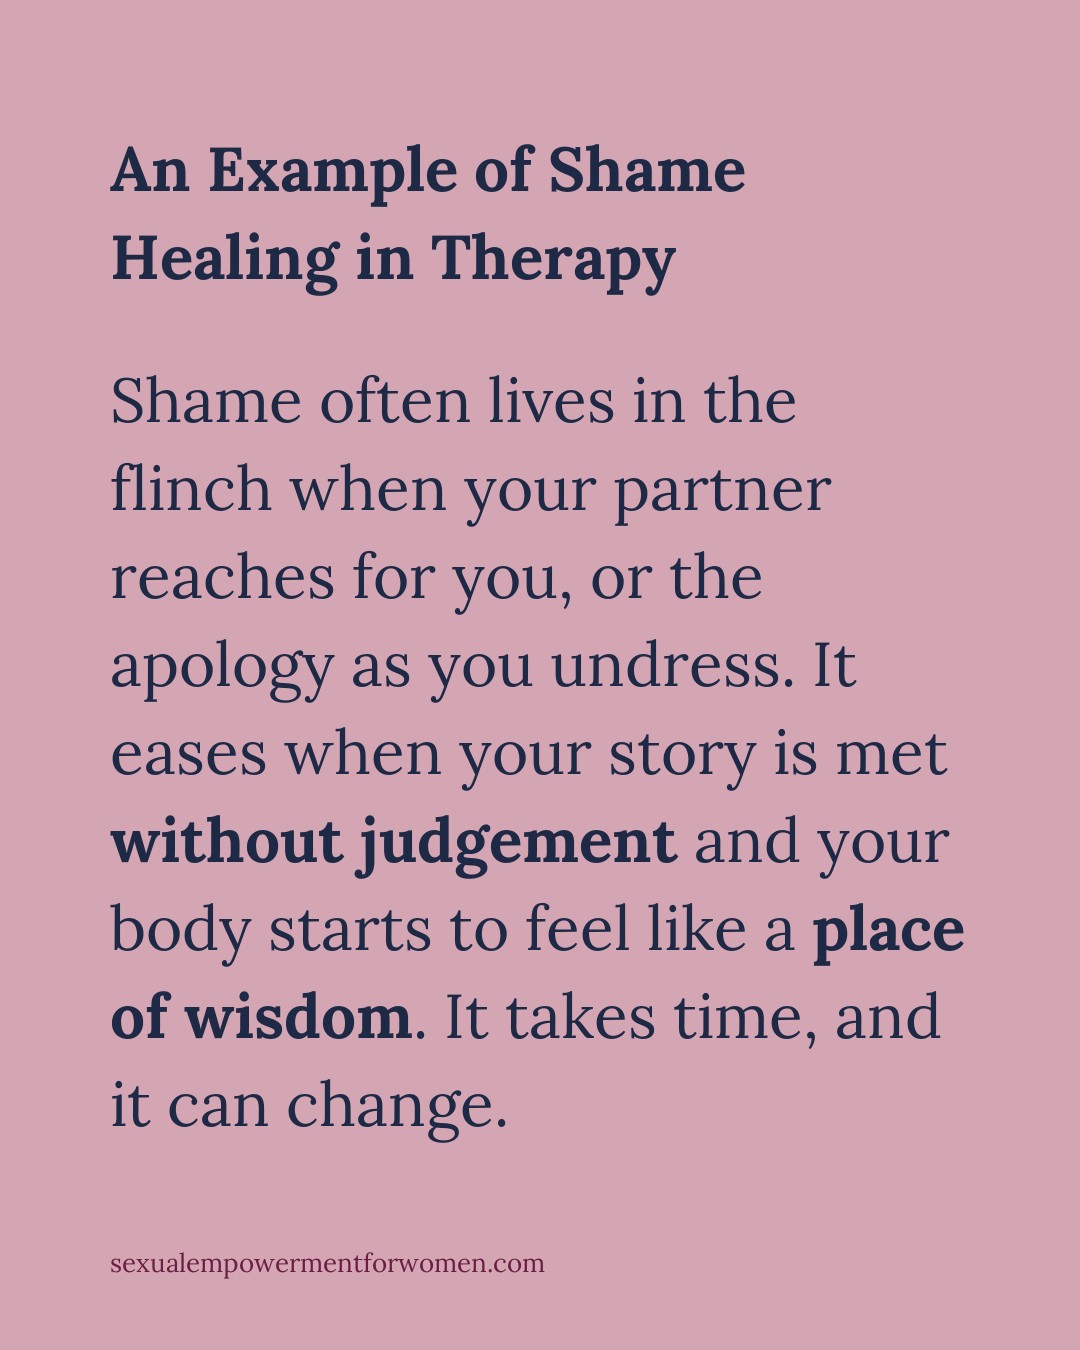 An Example of Shame
Healing in Therapy
Shame often lives in the
flinch when your partner
reaches for you, or the
apology as you undress. It
eases when your story is met
without judgement and your
body starts to feel like a place
of wisdom. It takes time, and
it can change.
sexualempowermentforwomen.com